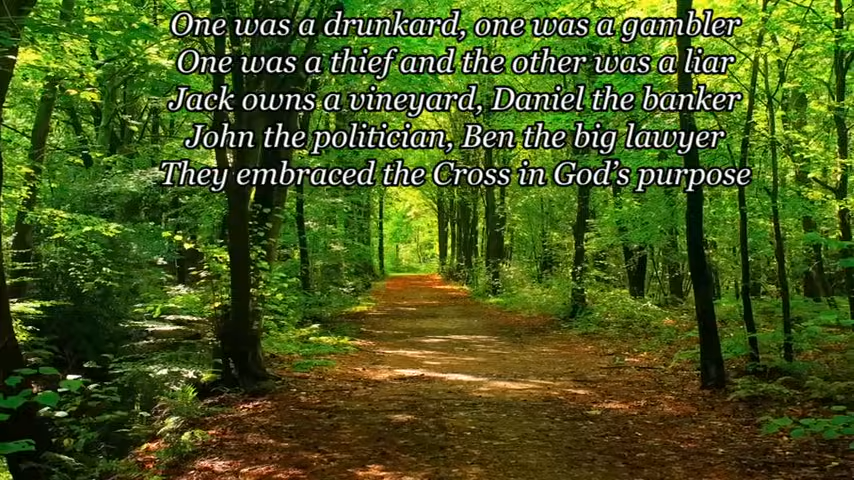 One was a drunkard, one was a gambler
One was a thief and the other was a liar
Jack owns a vineyard, Daniel the banker
John the politician, Ben the big lawyer
They embraced the Cross in God's purpose